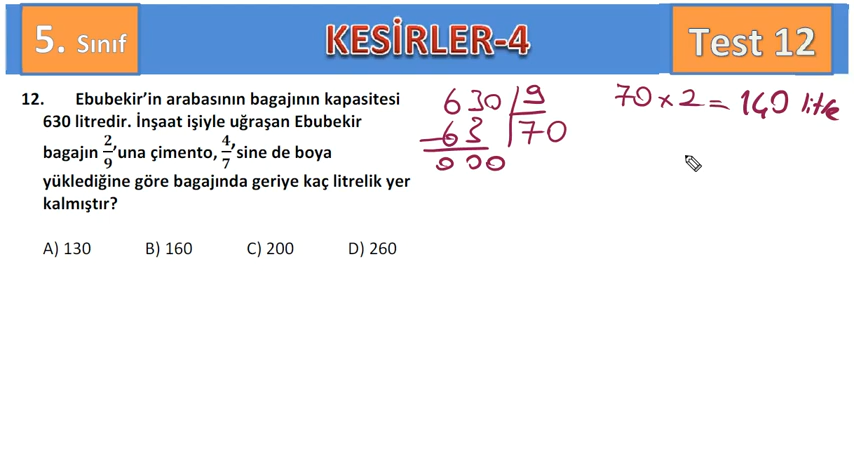 5. Sınıf
KESİRLER-4
Test 12
12. Ebubekir'in arabasının bagajının kapasitesi
630 litredir. İnşaat işiyle uğraşan Ebubekir
bagajın 2/9'una çimento, 4/7'sine de boya
yüklediğine göre bagajında geriye kaç litrelik yer
kalmıştır?
A) 130 B) 160 C) 200 D) 260
630 | 9
- 63 | 70
000
70 x 2 = 140 litre